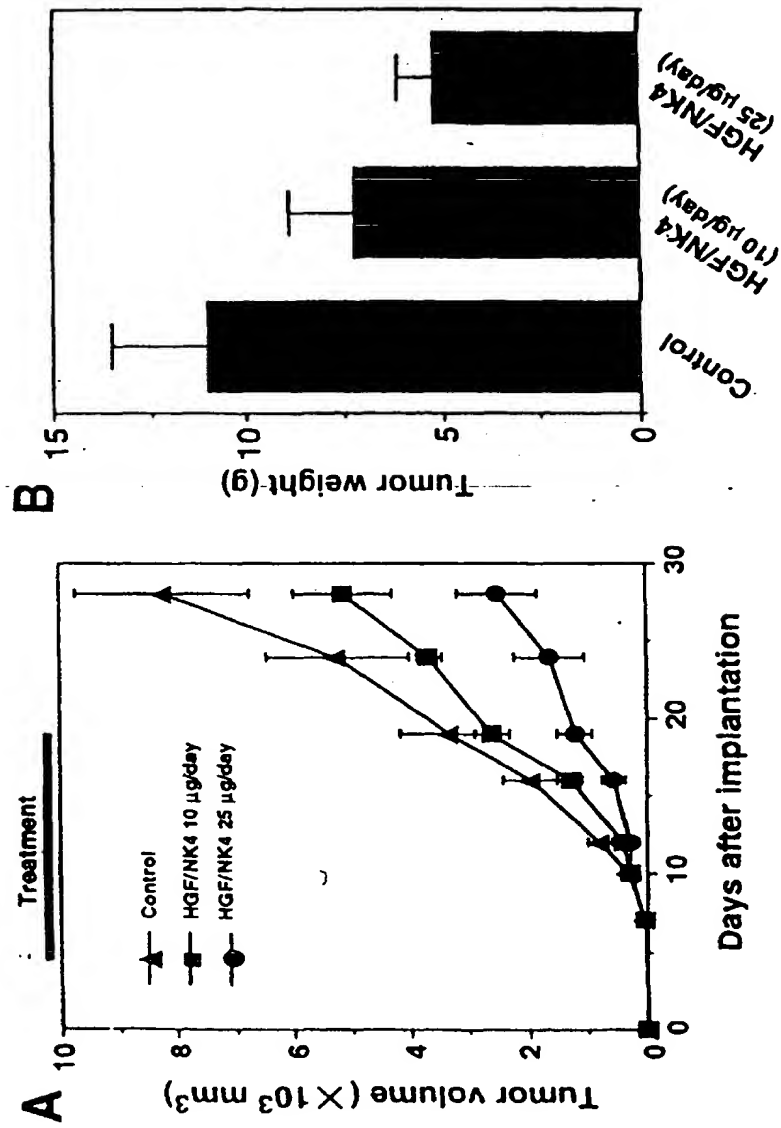 A
Treatment
Control
HGF/NK4 10 µg/day
HGF/NK4 25 µg/day
Tumor volume (×10³ mm³)
10
8
6
4
2
0
0
10
20
30
Days after implantation
B
Tumor weight (g)
15
10
5
0
Control
HGF/NK4
(10 µg/day)
HGF/NK4
(25 µg/day)